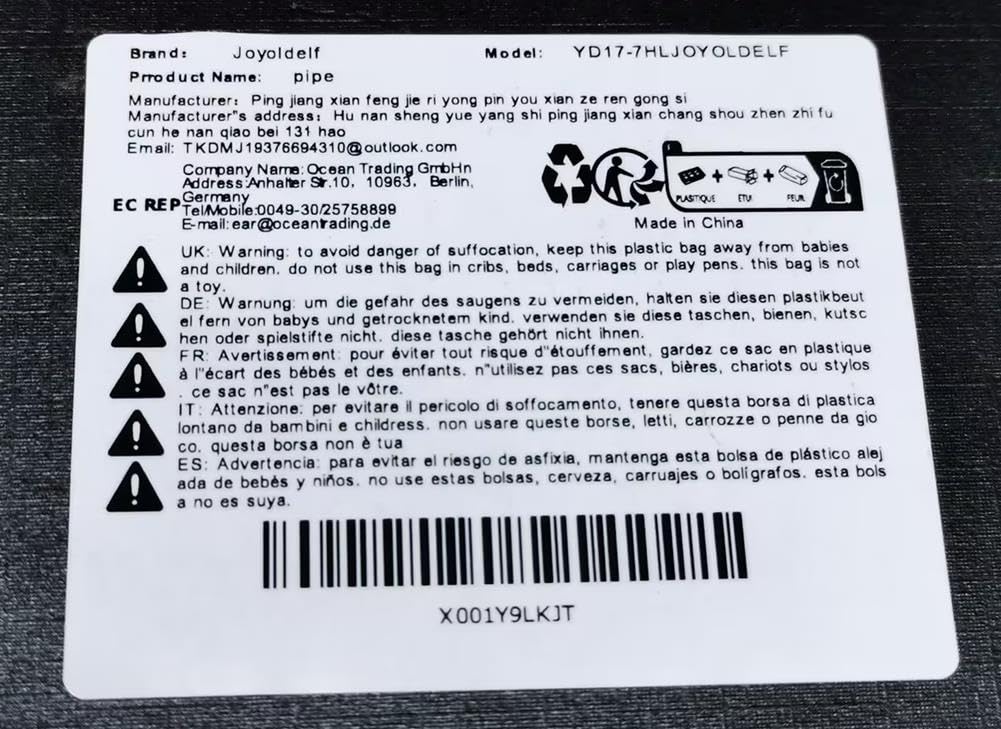 Brand: Joyoldelf Model: YD17-7HLJOYOLDELF
Prroduct Name: pipe
Manufacturer: Ping jiang xian feng jie ri yong pin you xian ze ren gong si
Manufacturer"s address: Hu nan sheng yue yang shi ping jiang xian chang shou zhen zhi fu
cun he nan qiao bei 131 hao
Email: TKDMJ19376694310@outlook.com
EC REP
Company Name: Ocean Trading GmbHn
Address:Anhalter Str.10, 10963, Berlin,
Germany
Tel/Mobile:0049-30/25758899
E-mail:ear@oceantrading.de
PLASITIQUE + ETUI + FEUR
Made in China
UK: Warning: to avoid danger of suffocation, keep this plastic bag away from babies
and children. do not use this bag in cribs, beds, carriages or play pens. this bag is not
a toy.
DE: Warnung: um die gefahr des saugens zu vermeiden, halten sie diesen plastikbeut
el fern von babys und getrocknetem kind. verwenden sie diese taschen, bienen, kutsc
hen oder spielstifte nicht. diese tasche gehört nicht ihnen.
FR: Avertissement: pour éviter tout risque d"étouffement, gardez ce sac en plastique
à l"écart des bébés et des enfants. n"utilisez pas ces sacs, bières, chariots ou stylos
. ce sac n"est pas le vôtre.
IT: Attenzione: per evitare il pericolo di soffocamento, tenere questa borsa di plastica
lontano da bambini e childress. non usare queste borse, letti, carrozze o penne da gio
co. questa borsa non è tua
ES: Advertencia: para evitar el riesgo de asfixia, mantenga esta bolsa de plástico alej
ada de bebés y niños. no use estas bolsas, cerveza, carruajes o bolígrafos. esta bols
a no es suya.
X001Y9LKJT